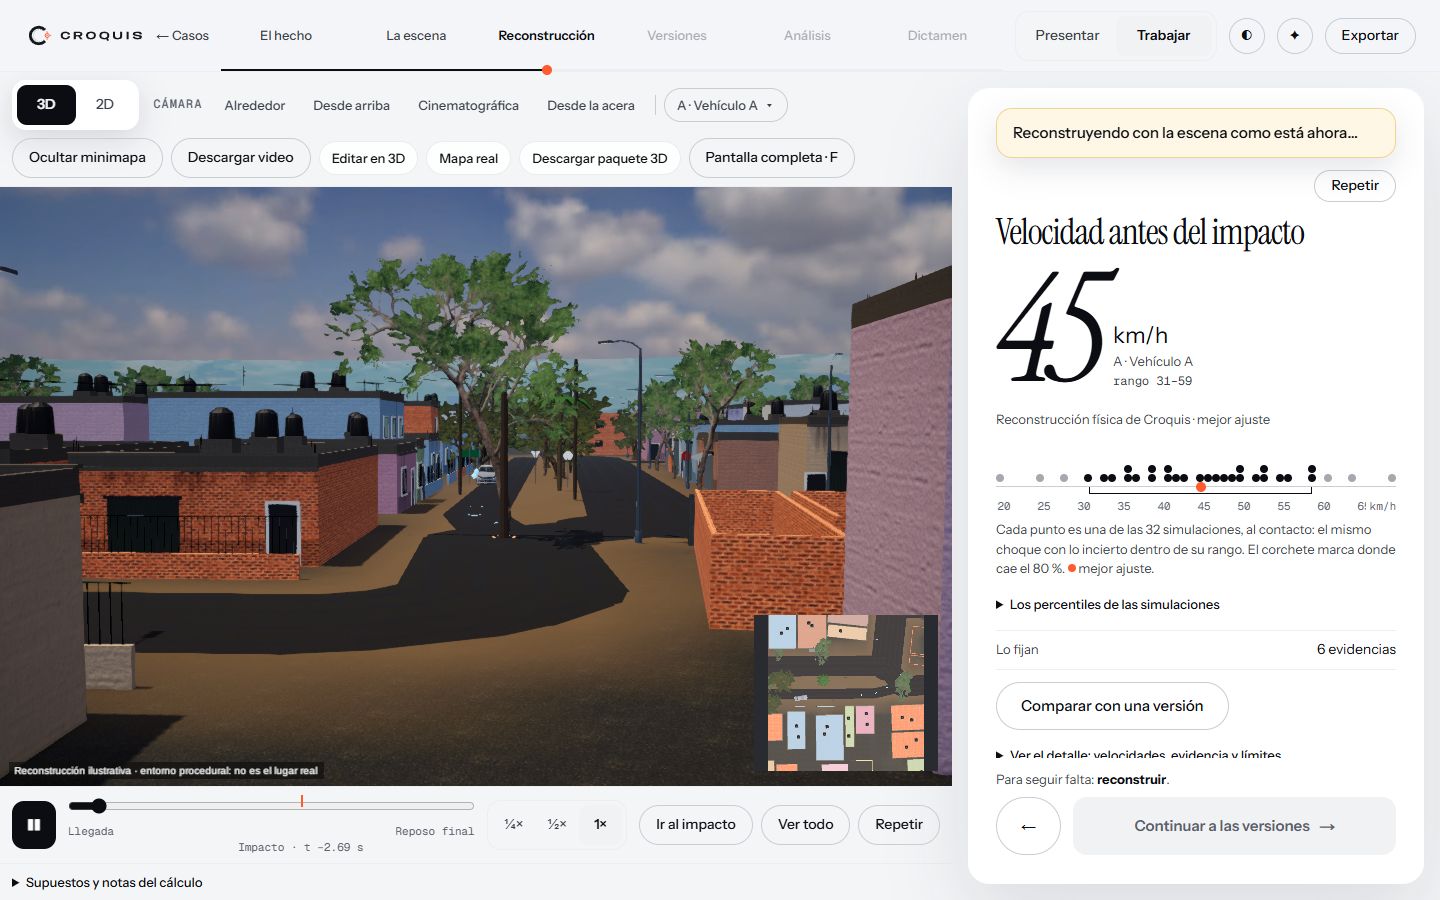 CROQUIS
← Casos
El hecho
La escena
Reconstrucción
Versiones
Análisis
Dictamen
Presentar
Trabajar
Exportar
3D
2D
CÁMARA
Alrededor
Desde arriba
Cinematográfica
Desde la acera
A · Vehículo A
Ocultar minimapa
Descargar video
Editar en 3D
Mapa real
Descargar paquete 3D
Pantalla completa · F
Reconstrucción ilustrativa · entorno procedural: no es el lugar real
Llegada
Reposo final
Impacto · t −2.69 s
¼×
½×
1×
Ir al impacto
Ver todo
Repetir
Supuestos y notas del cálculo
Reconstruyendo con la escena como está ahora…
Repetir
Velocidad antes del impacto
45
km/h
A · Vehículo A
rango 31–59
Reconstrucción física de Croquis · mejor ajuste
20 25 30 35 40 45 50 55 60 km/h
Cada punto es una de las 32 simulaciones, al contacto: el mismo
choque con lo incierto dentro de su rango. El corchete marca donde
cae el 80 %. mejor ajuste.
Los percentiles de las simulaciones
Lo fijan
6 evidencias
Comparar con una versión
Ver el detalle: velocidades, evidencia y límites
Para seguir falta: reconstruir.
←
Continuar a las versiones →